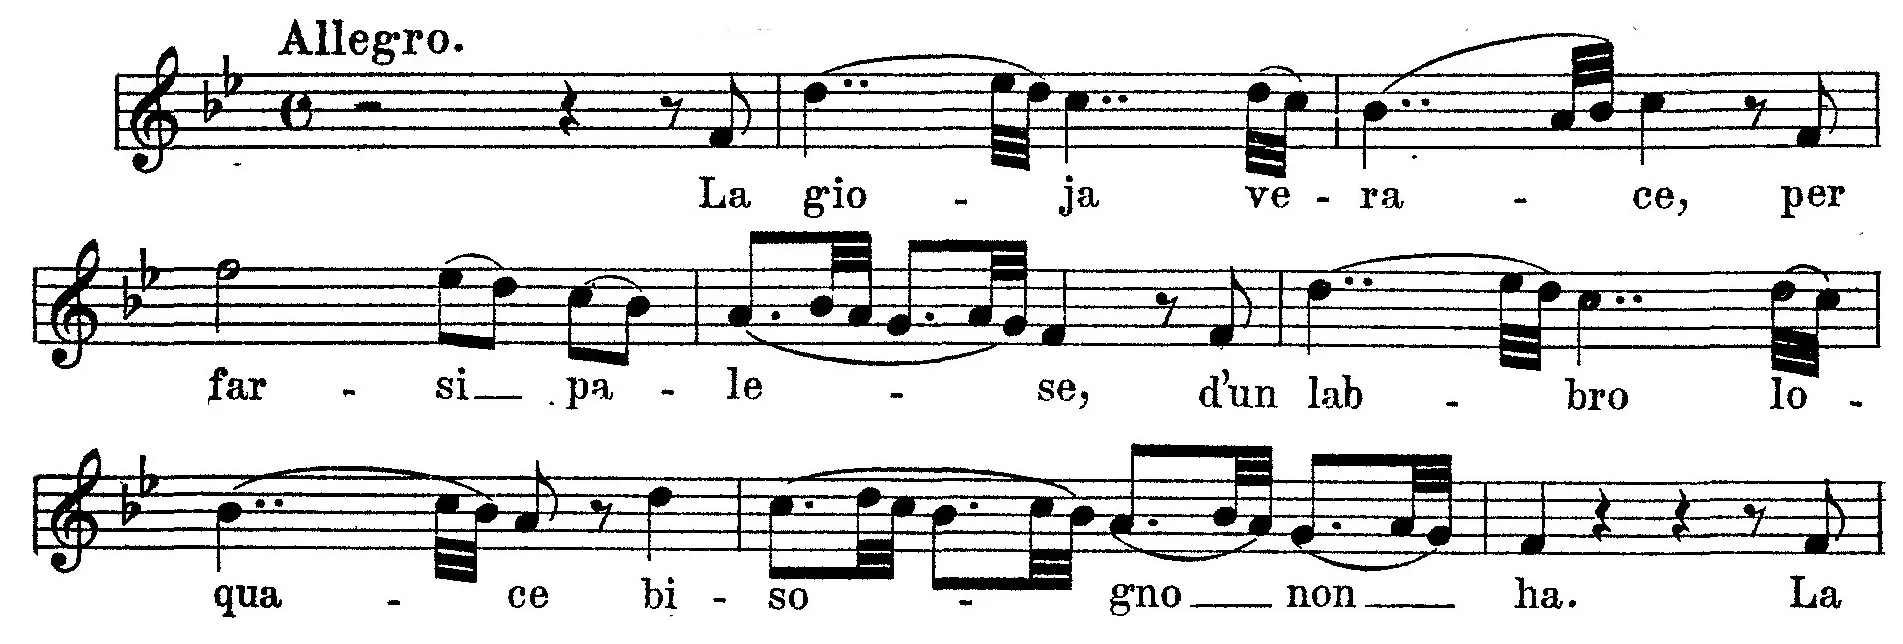 Allegro.
La gio - ja ve - ra - ce, per
far - si pa - le - se, d'un lab - bro lo -
qua - ce bi - so - gno non ha. La